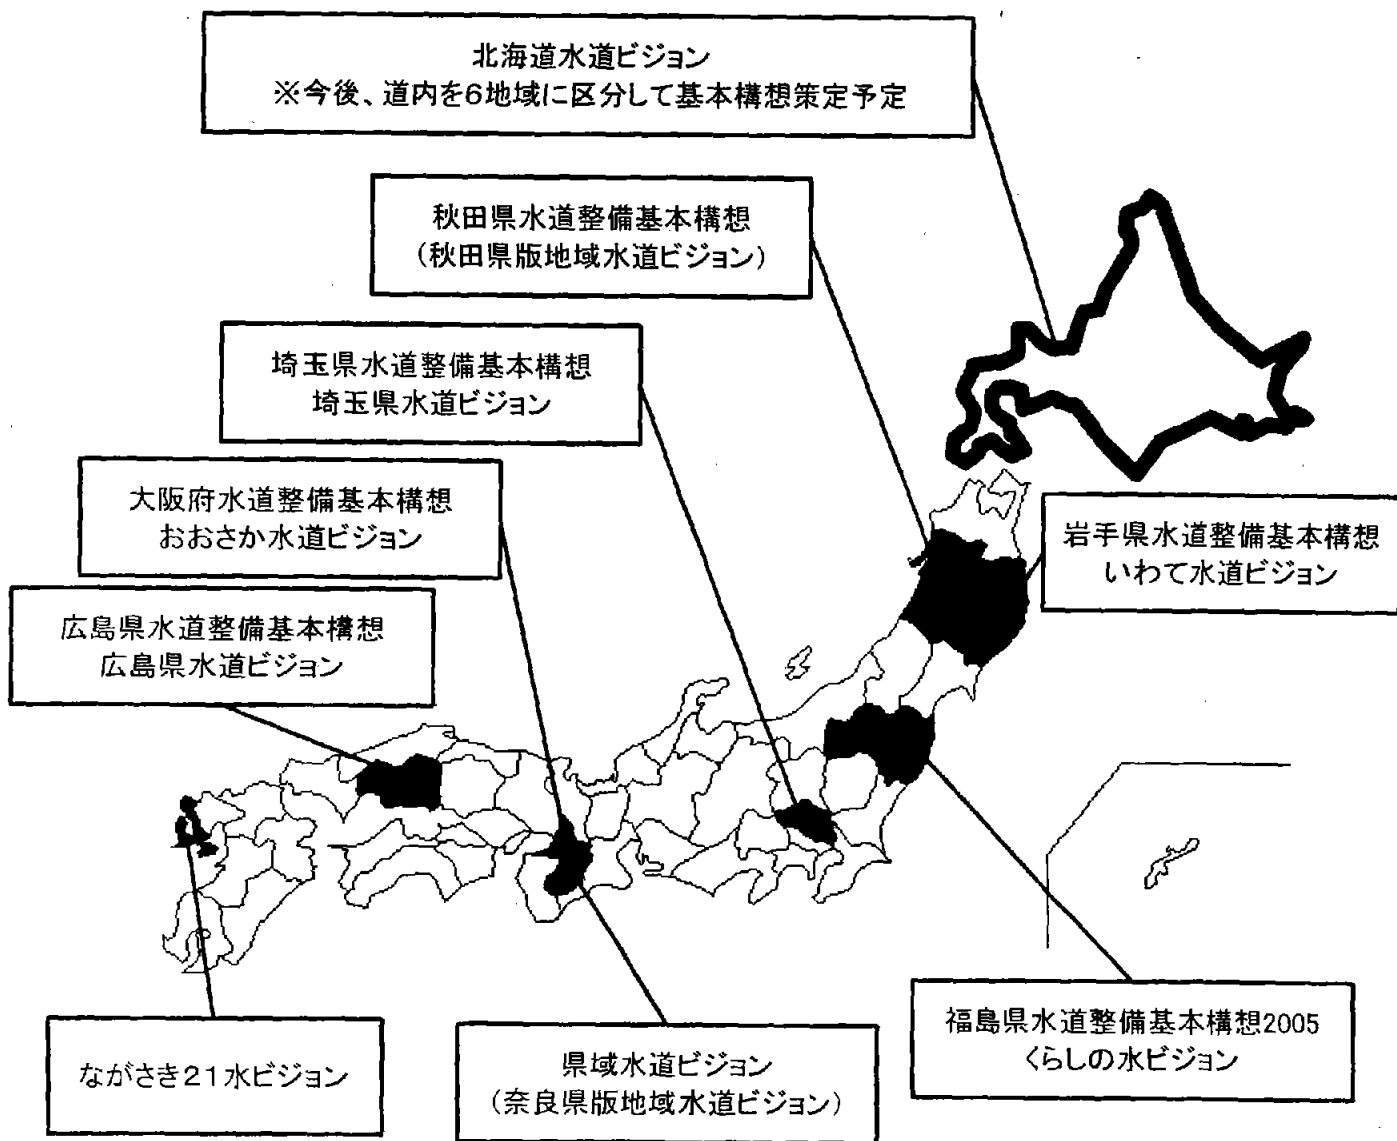 北海道水道ビジョン
※今後、道内を6地域に区分して基本構想策定予定
秋田県水道整備基本構想
(秋田県版地域水道ビジョン)
埼玉県水道整備基本構想
埼玉県水道ビジョン
大阪府水道整備基本構想
おおさか水道ビジョン
岩手県水道整備基本構想
いわて水道ビジョン
広島県水道整備基本構想
広島県水道ビジョン
福島県水道整備基本構想2005
くらしの水ビジョン
ながさき21水ビジョン
県域水道ビジョン
(奈良県版地域水道ビジョン)